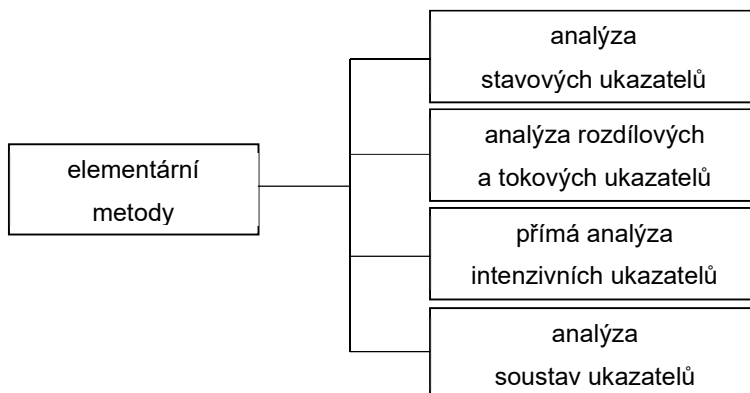 analýza
stavových ukazatelů
analýza rozdílových
a tokových ukazatelů
elementární
metody
přímá analýza
intenzivních ukazatelů
analýza
soustav ukazatelů